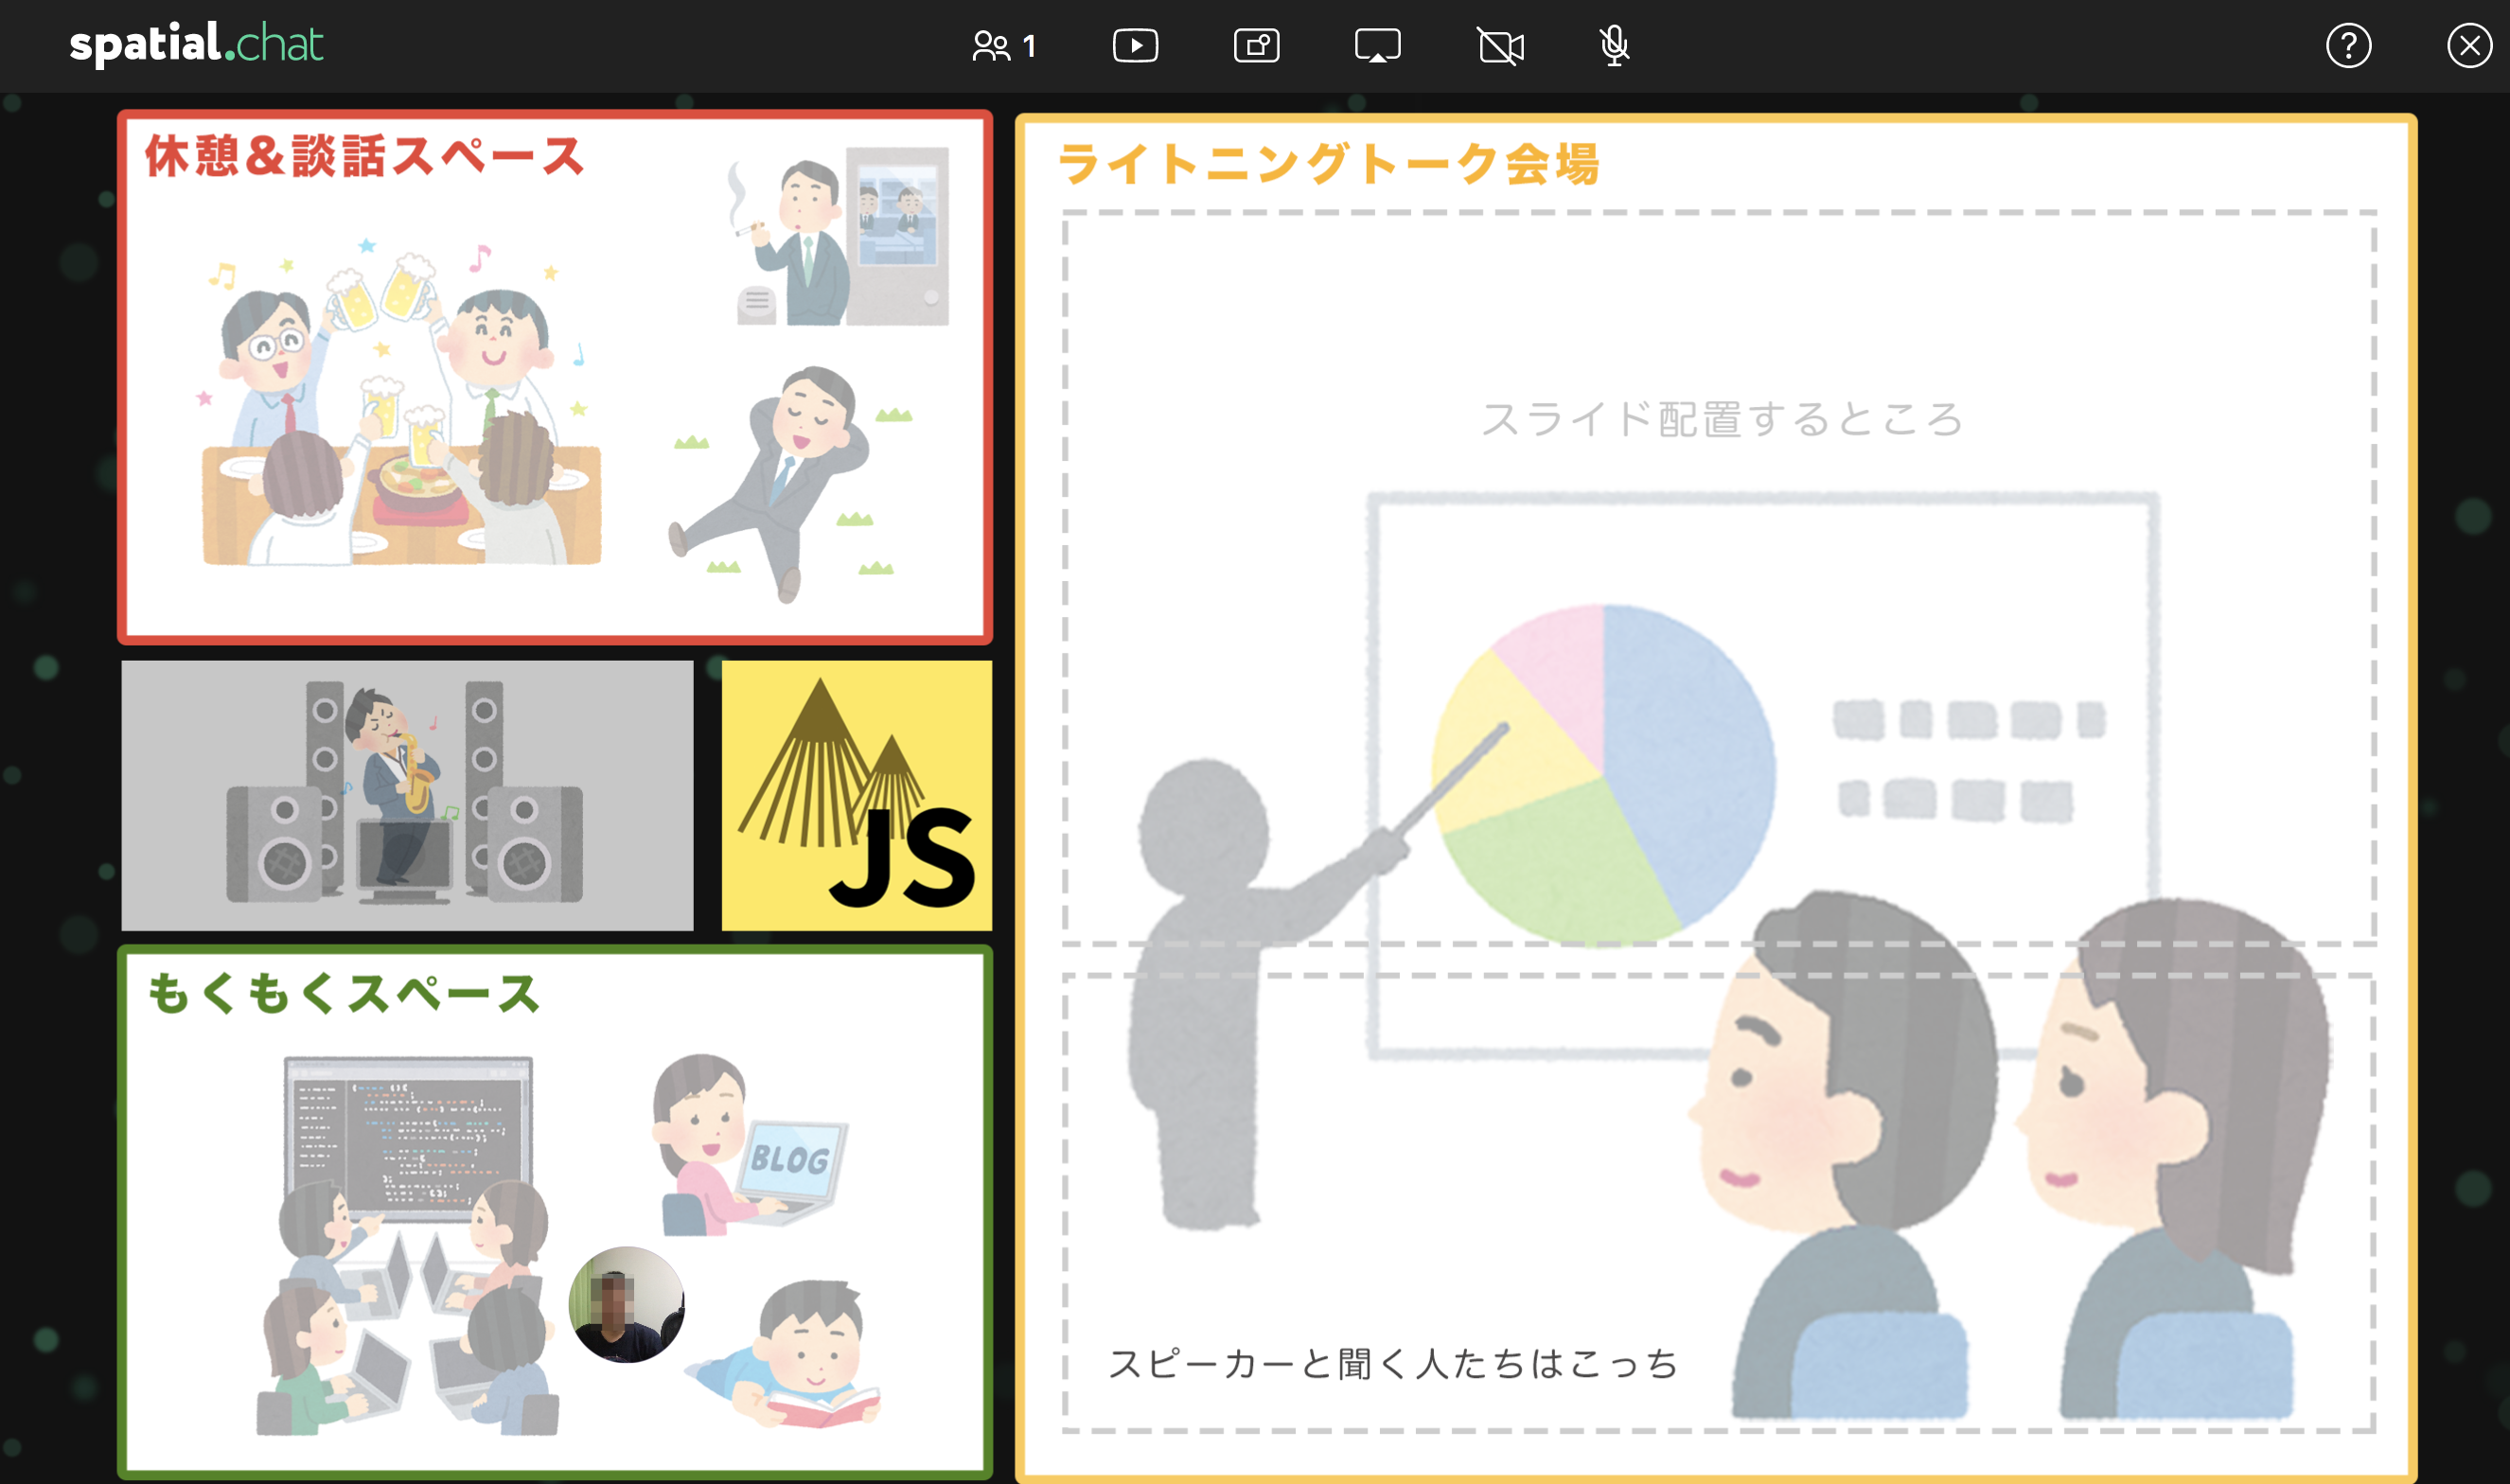 spatial.chat
1
?
休憩&談話スペース
ライトニングトーク会場
スライド配置するところ
JS
もくもくスペース
BLOG
スピーカーと聞く人たちはこっち